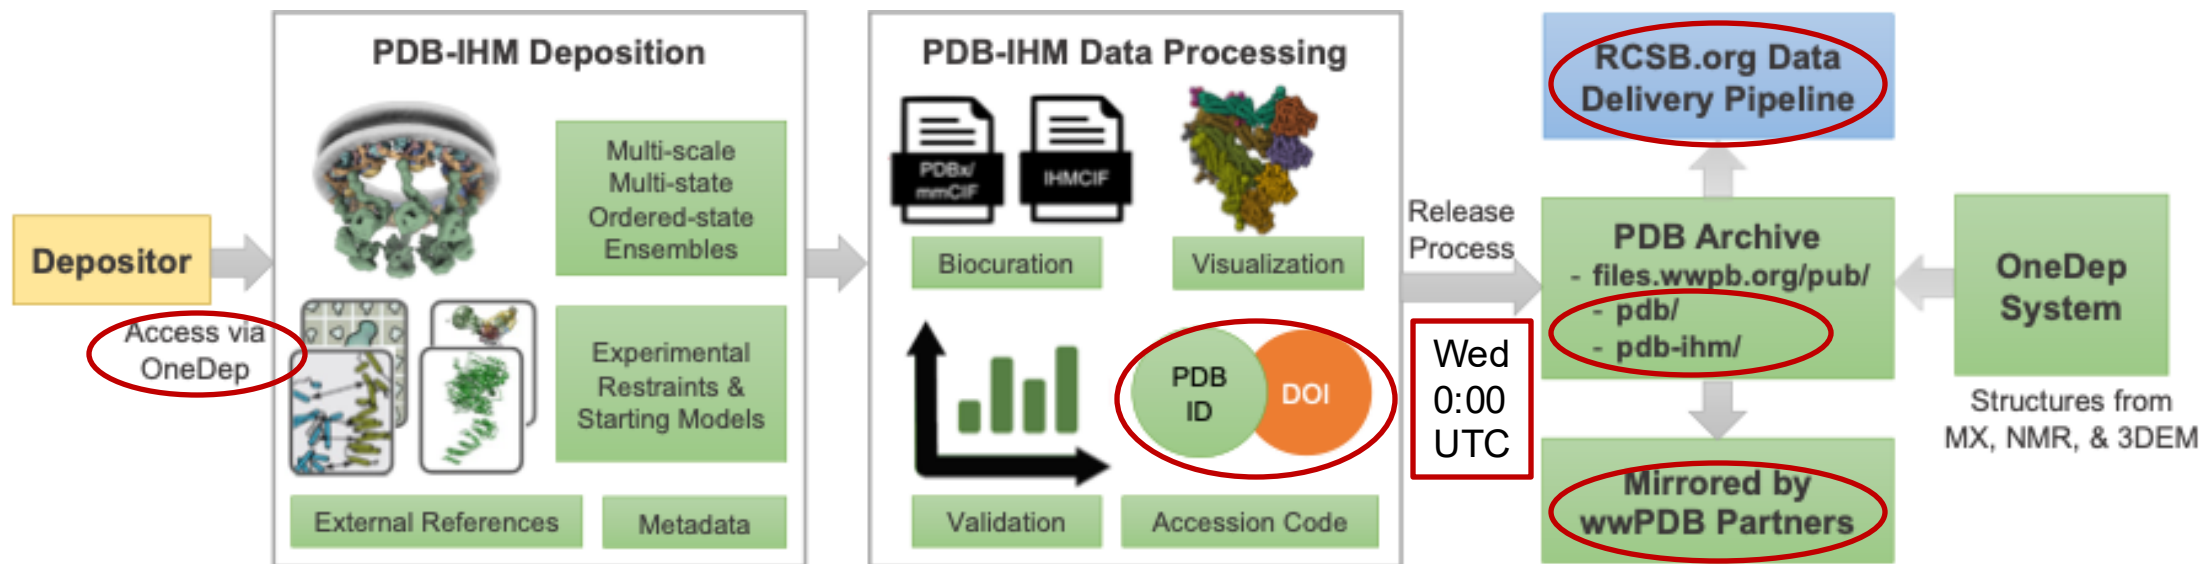 Depositor
Access via
OneDep
PDB-IHM Deposition
Multi-scale
Multi-state
Ordered-state
Ensembles
Experimental
Restraints &
Starting Models
External References
Metadata
PDB-IHM Data Processing
PDBx/
mmCIF
IHMCIF
Biocuration
Visualization
PDB
ID
DOI
Validation
Accession Code
Release
Process
Wed
0:00
UTC
RCSB.org Data
Delivery Pipeline
PDB Archive
- files.wwpb.org/pub/
- pdb/
- pdb-ihm/
Mirrored by
wwPDB Partners
OneDep
System
Structures from
MX, NMR, & 3DEM